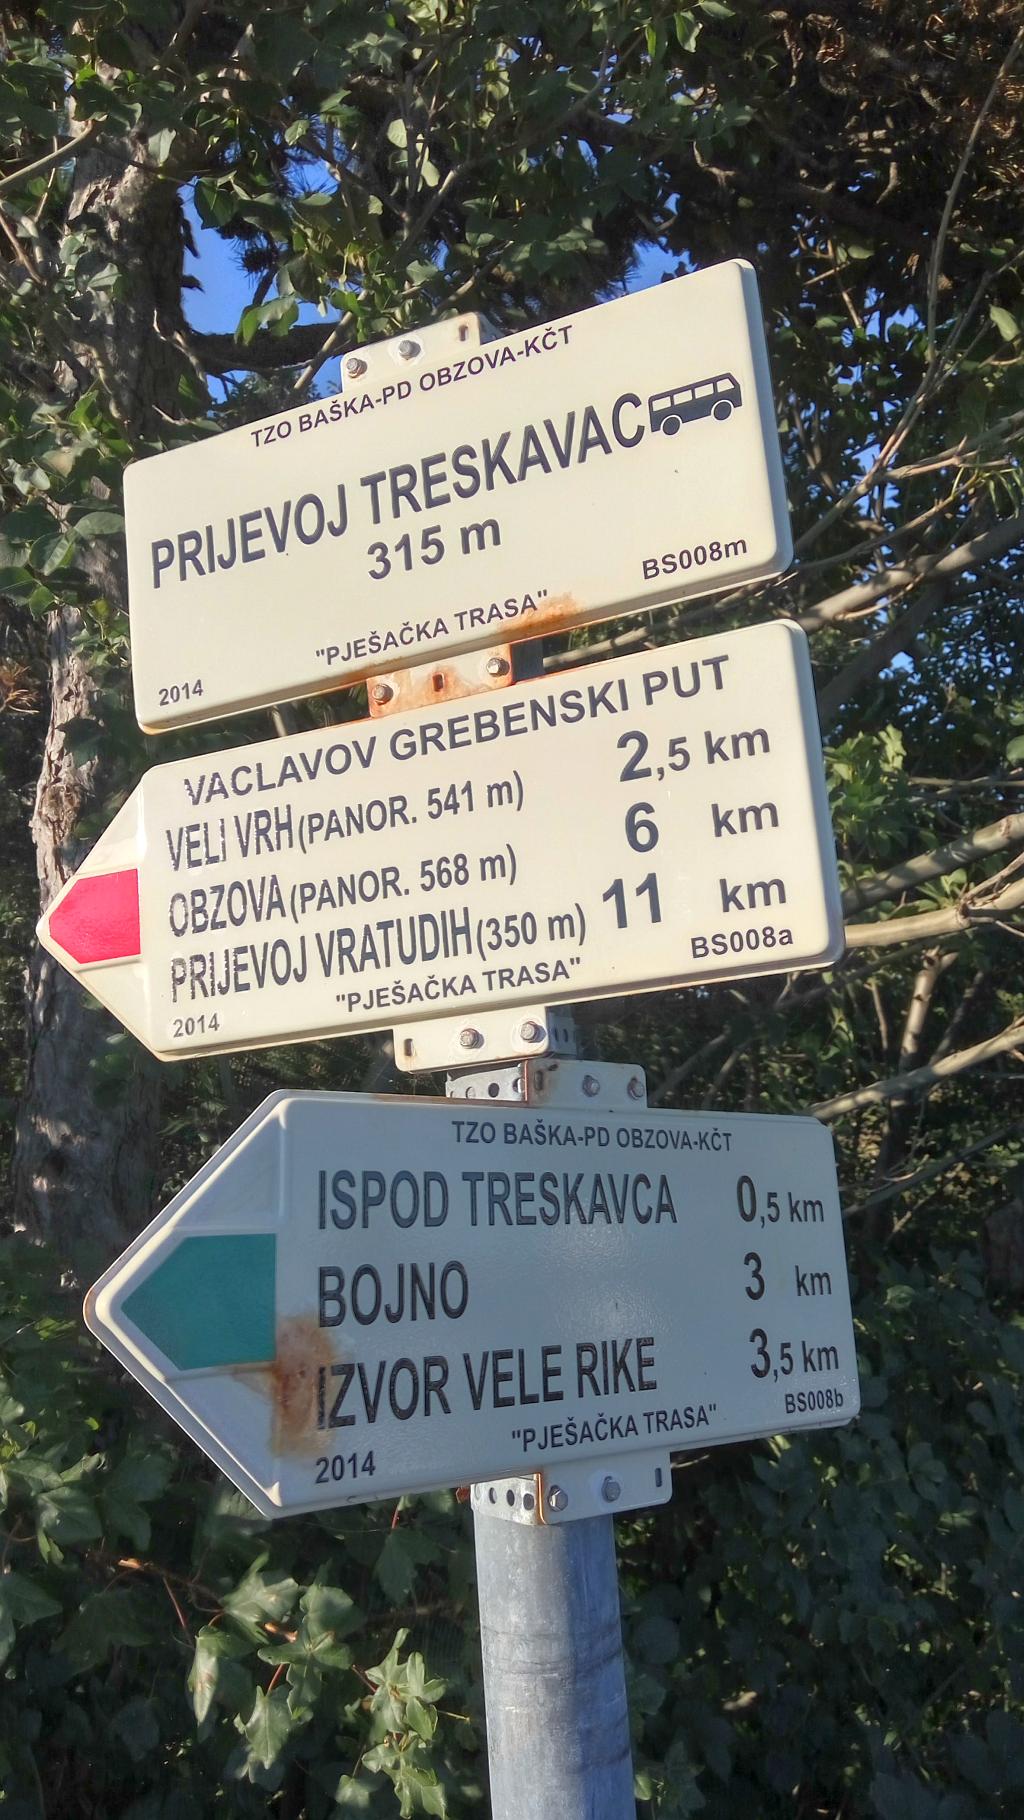 TZO BAŠKA-PD OBZOVA-KČT
PRIJEVOJ TRESKAVAC
315 m
BS008m
"PJEŠAČKA TRASA"
2014
VACLAVOV GREBENSKI PUT
VELI VRH (PANOR. 541 m) 2,5 km
OBZOVA (PANOR. 568 m) 6 km
PRIJEVOJ VRATUDIH (350 m) 11 km
BS008a
"PJEŠAČKA TRASA"
2014
TZO BAŠKA-PD OBZOVA-KČT
ISPOD TRESKAVCA 0,5 km
BOJNO 3 km
IZVOR VELE RIKE 3,5 km
BS008b
"PJEŠAČKA TRASA"
2014